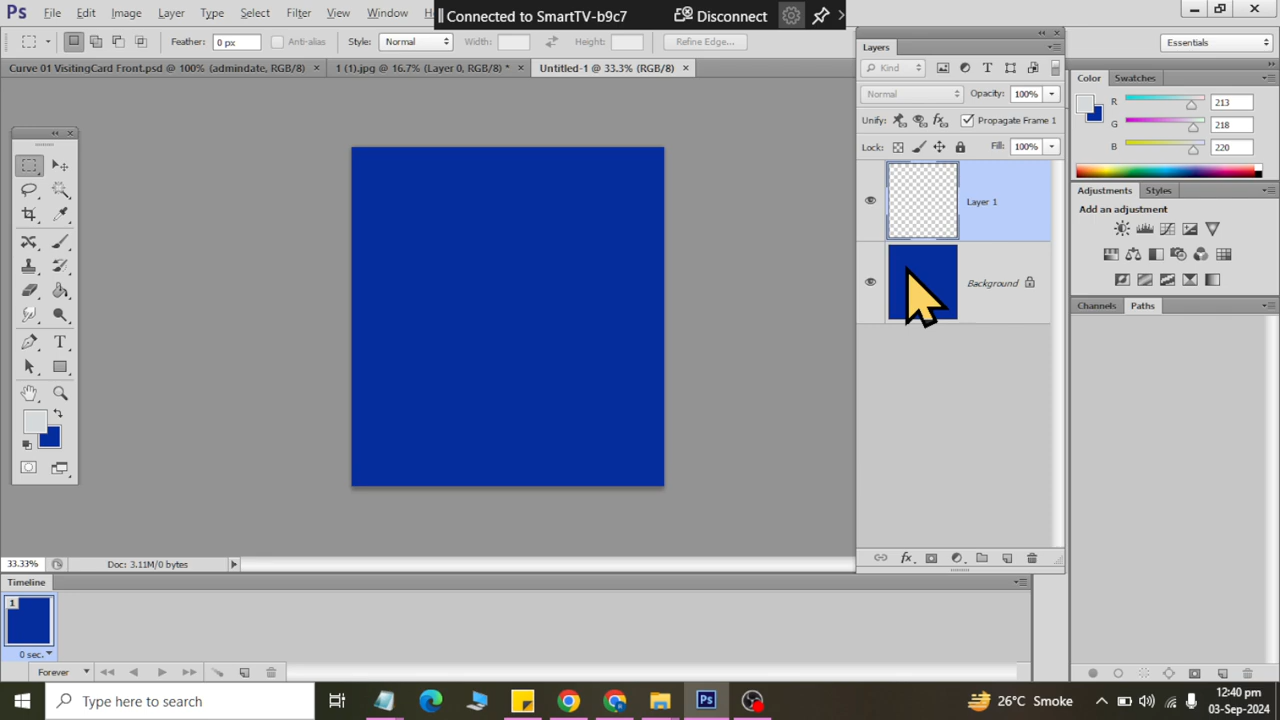 Ps File Edit Image Layer Type Select Filter View Window H
Connected to SmartTV-b9c7 Disconnect
Feather: 0 px Anti-alias Style: Normal Width: Height: Refine Edge... Essentials
Curve 01 VisitingCard Front.psd @ 100% (admindate, RGB/8) × 1 (1).jpg @ 16.7% (Layer 0, RGB/8) * × Untitled-1 @ 33.3% (RGB/8) ×
Layers
Kind
Normal Opacity: 100%
Unify: Propagate Frame 1
Lock: Fill: 100%
Layer 1
Background
Color Swatches
R 213
G 218
B 220
Adjustments Styles
Add an adjustment
Channels Paths
33.33% Doc: 3.11M/0 bytes
Timeline
1
0 sec.
Forever
Type here to search
Ps
26°C Smoke
12:40 pm
03-Sep-2024